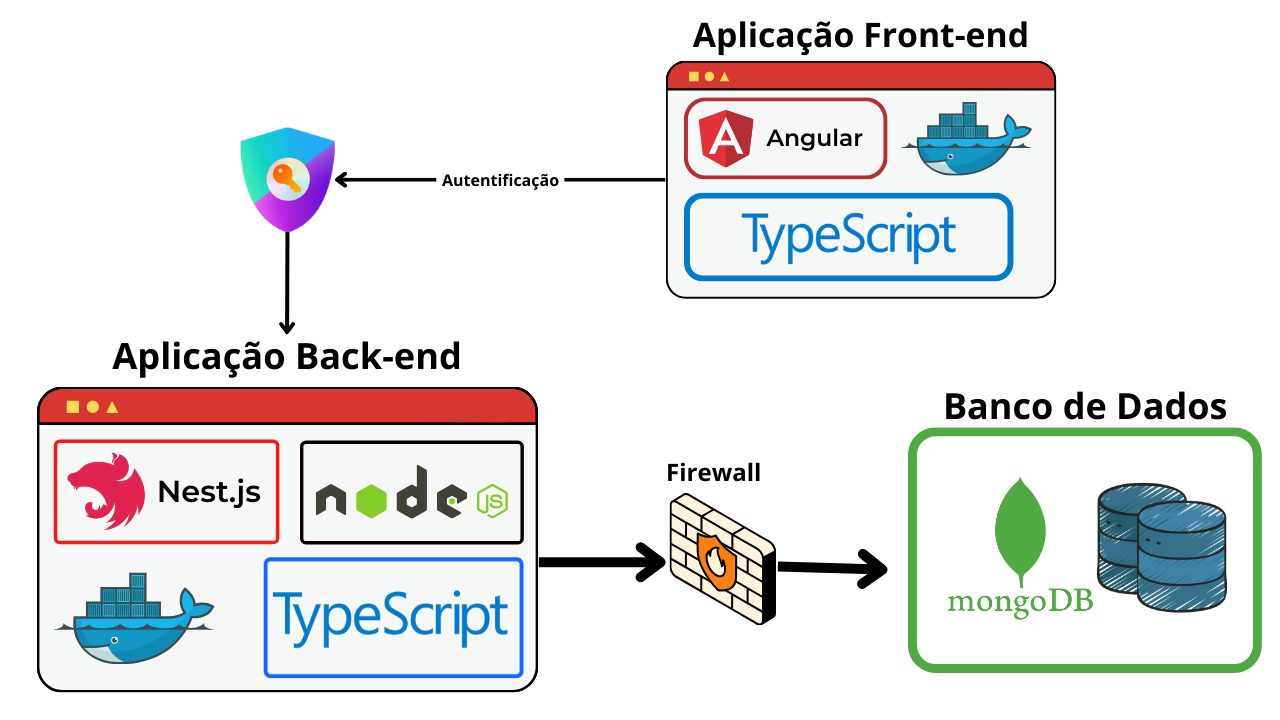 Aplicação Front-end
Angular
TypeScript
Autentificação
Aplicação Back-end
Nest.js
node
JS
TypeScript
Firewall
Banco de Dados
mongoDB